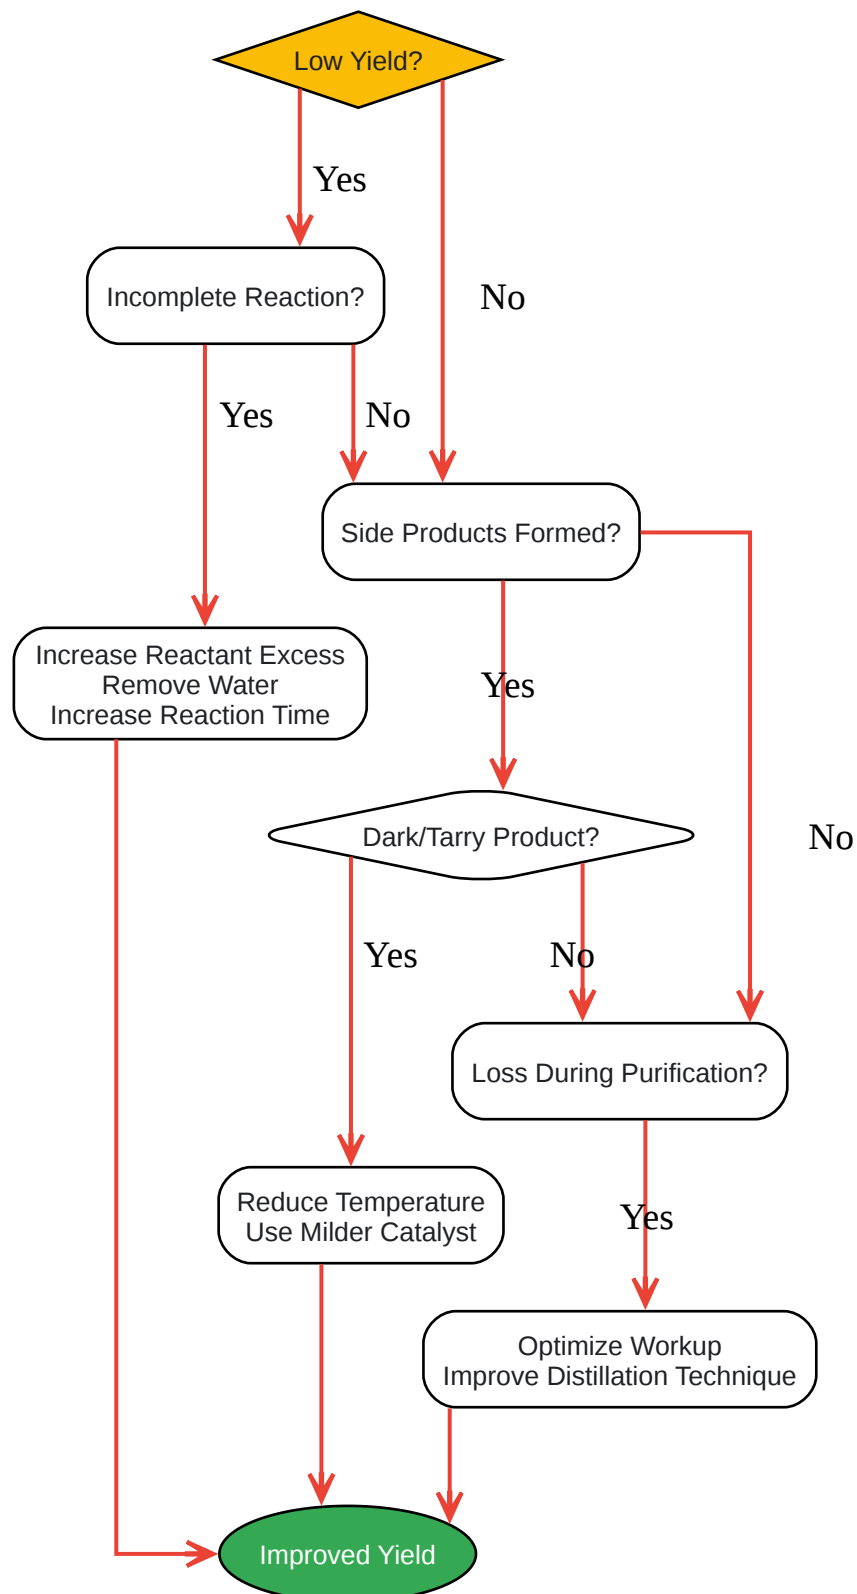 Low Yield?
Yes
Incomplete Reaction?
No
Yes
No
Side Products Formed?
Increase Reactant Excess
Remove Water
Increase Reaction Time
Yes
Dark/Tarry Product?
No
Yes
No
Loss During Purification?
Reduce Temperature
Use Milder Catalyst
Yes
Optimize Workup
Improve Distillation Technique
Improved Yield